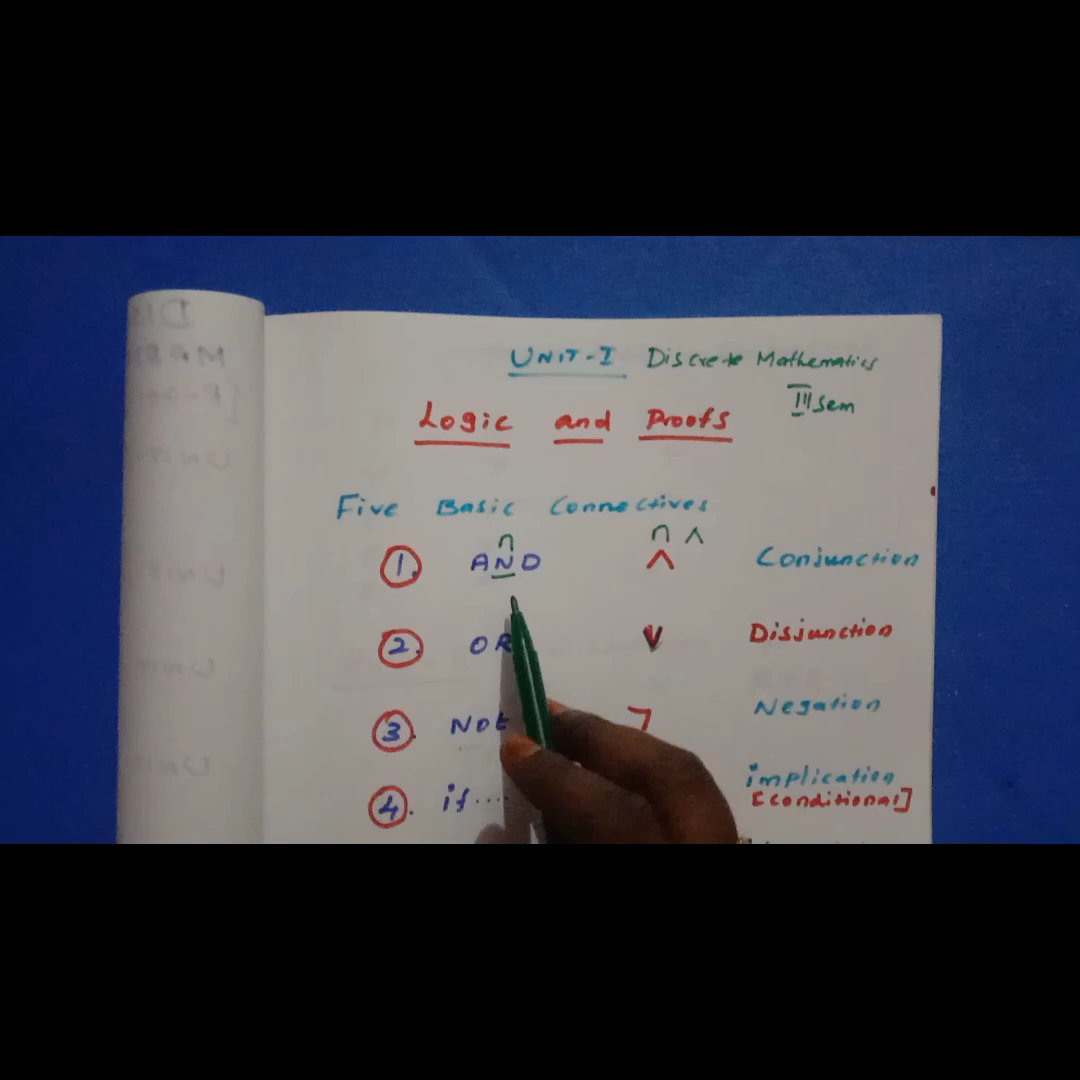 UNIT-I Discrete Mathematics
III sem
Logic and Proofs
Five Basic Connectives
∩ ∩ ∧
1. AND ∧ Conjunction
2. OR ∨ Disjunction
3. Not ¬ Negation
4. if.... implication
[conditional]